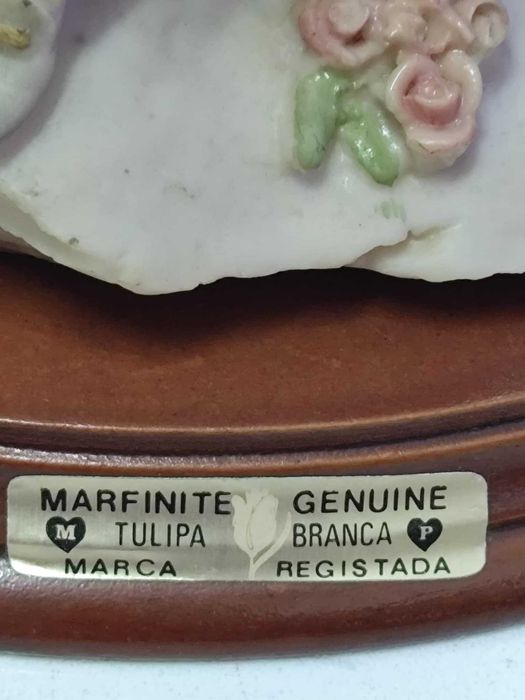 MARFINITE GENUINE
M TULIPA BRANCA P
MARCA REGISTADA